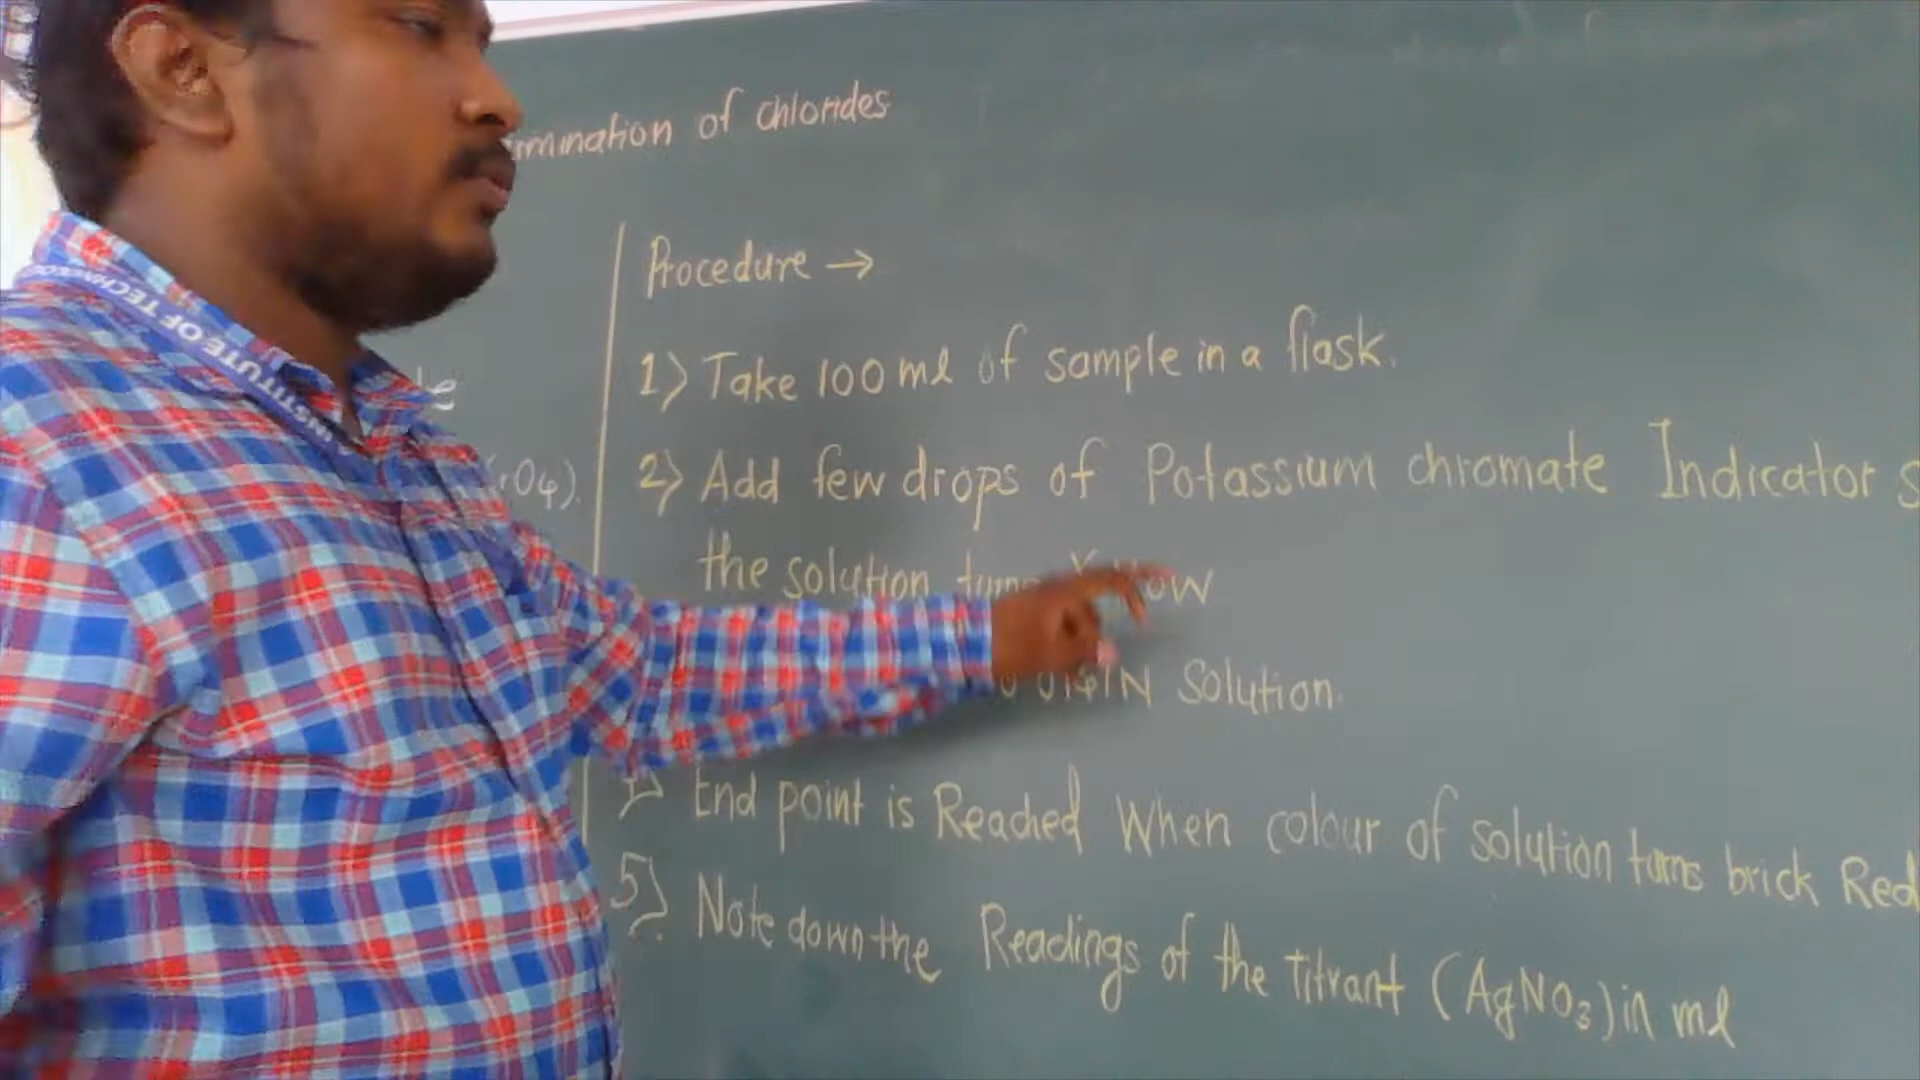 of chlorides
Procedure →
1) Take 100 ml of sample in a flask.
2) Add few drops of Potassium chromate Indicator
the solution
Solution.
End point is Reached When colour of solution turns brick Red
5) Note down the Readings of the Titrant (AgNO₃) in ml
INSTITUTE OF